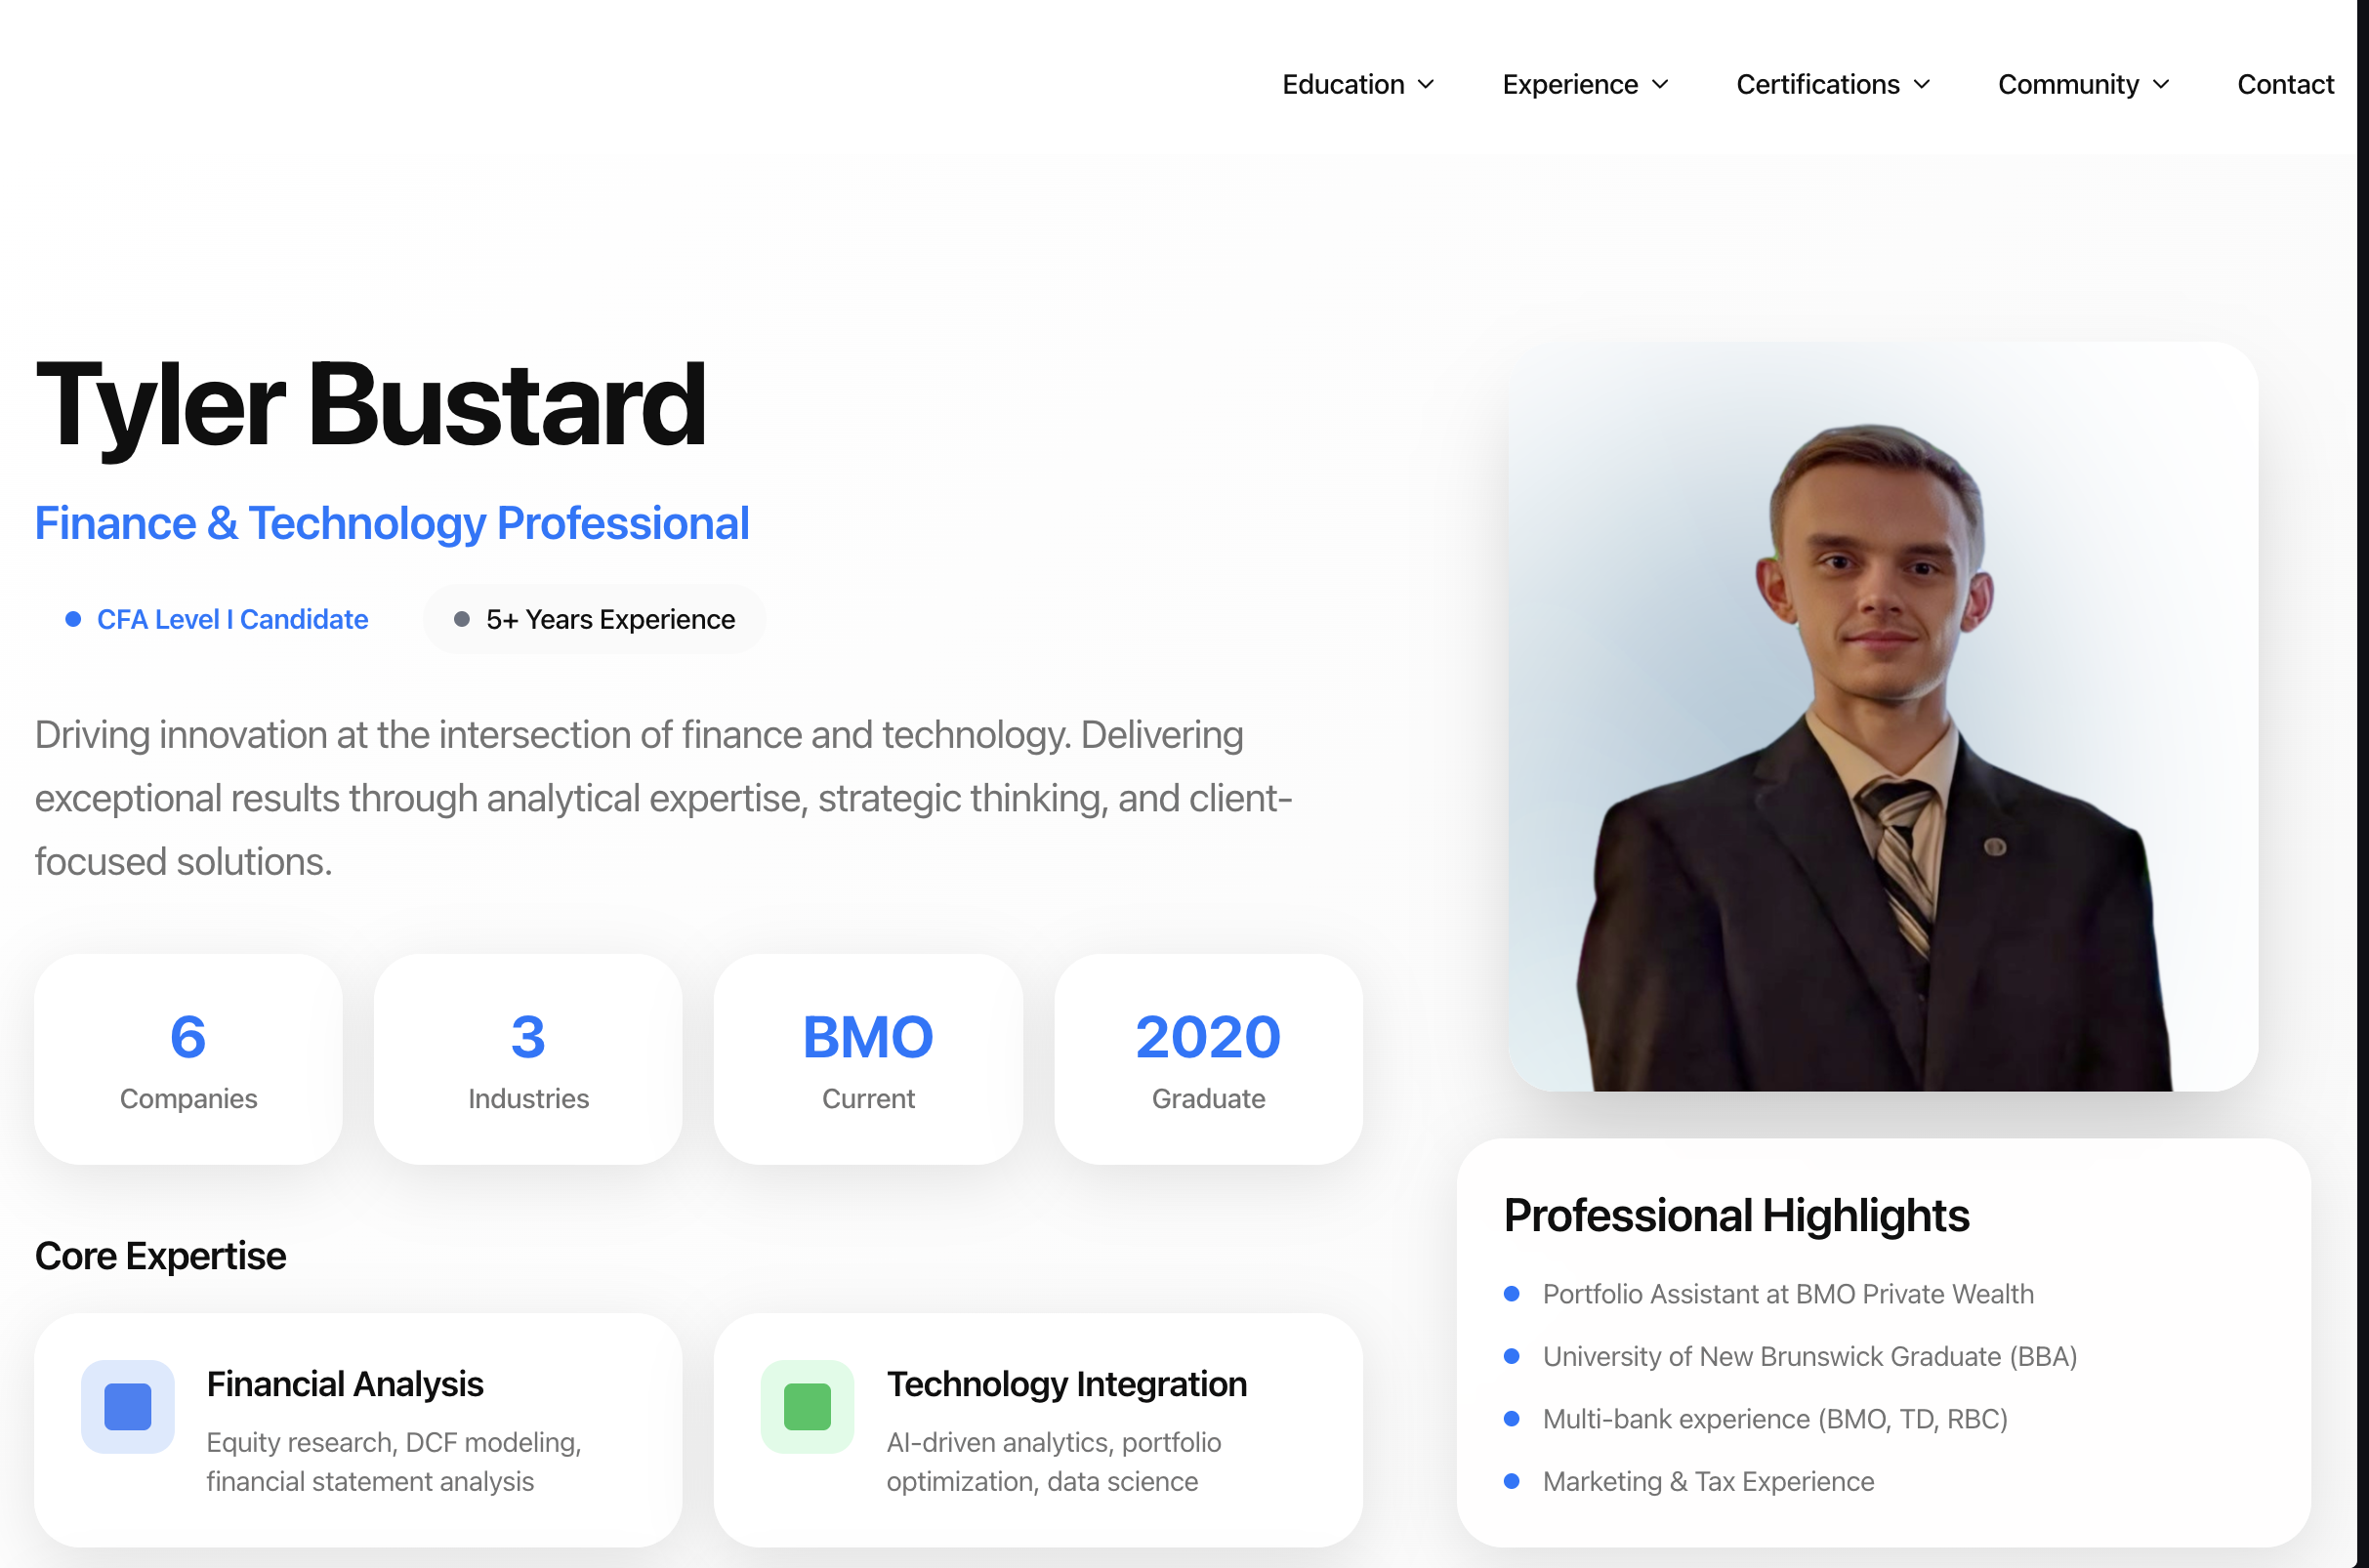 Education
Experience
Certifications
Community
Contact
Tyler Bustard
Finance & Technology Professional
CFA Level I Candidate
5+ Years Experience
Driving innovation at the intersection of finance and technology. Delivering
exceptional results through analytical expertise, strategic thinking, and client-
focused solutions.
6
Companies
3
Industries
BMO
Current
2020
Graduate
Core Expertise
Financial Analysis
Equity research, DCF modeling,
financial statement analysis
Technology Integration
AI-driven analytics, portfolio
optimization, data science
Professional Highlights
Portfolio Assistant at BMO Private Wealth
University of New Brunswick Graduate (BBA)
Multi-bank experience (BMO, TD, RBC)
Marketing & Tax Experience